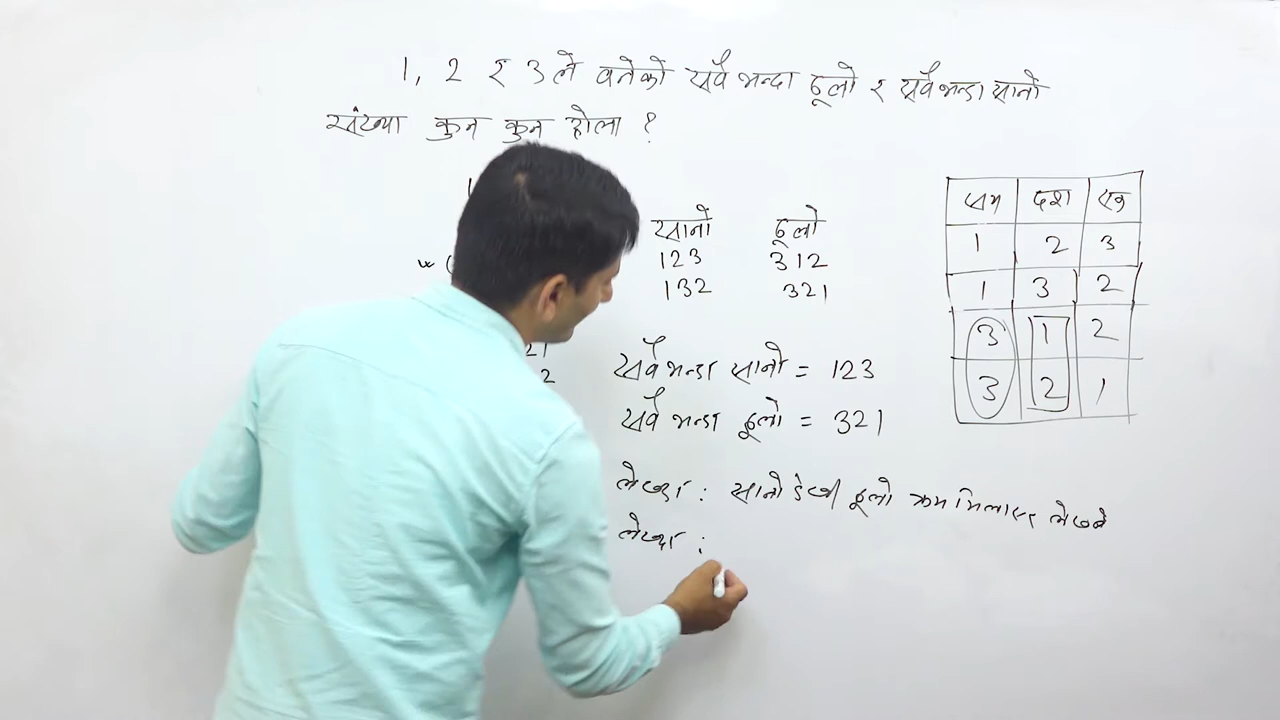 1, 2 र 3 ले बनेको सबै भन्दा ठूलो र सबै भन्दा सानो
संख्या कुन कुन होला ?
सानो ठूलो
123 312
132 321
सबै भन्दा सानो = 123
सबै भन्दा ठूलो = 321
सानो देखी ठूलो क्रम मिलाएर लेख्ने
सय दश एक
1 2 3
1 3 2
3 1 2
3 2 1